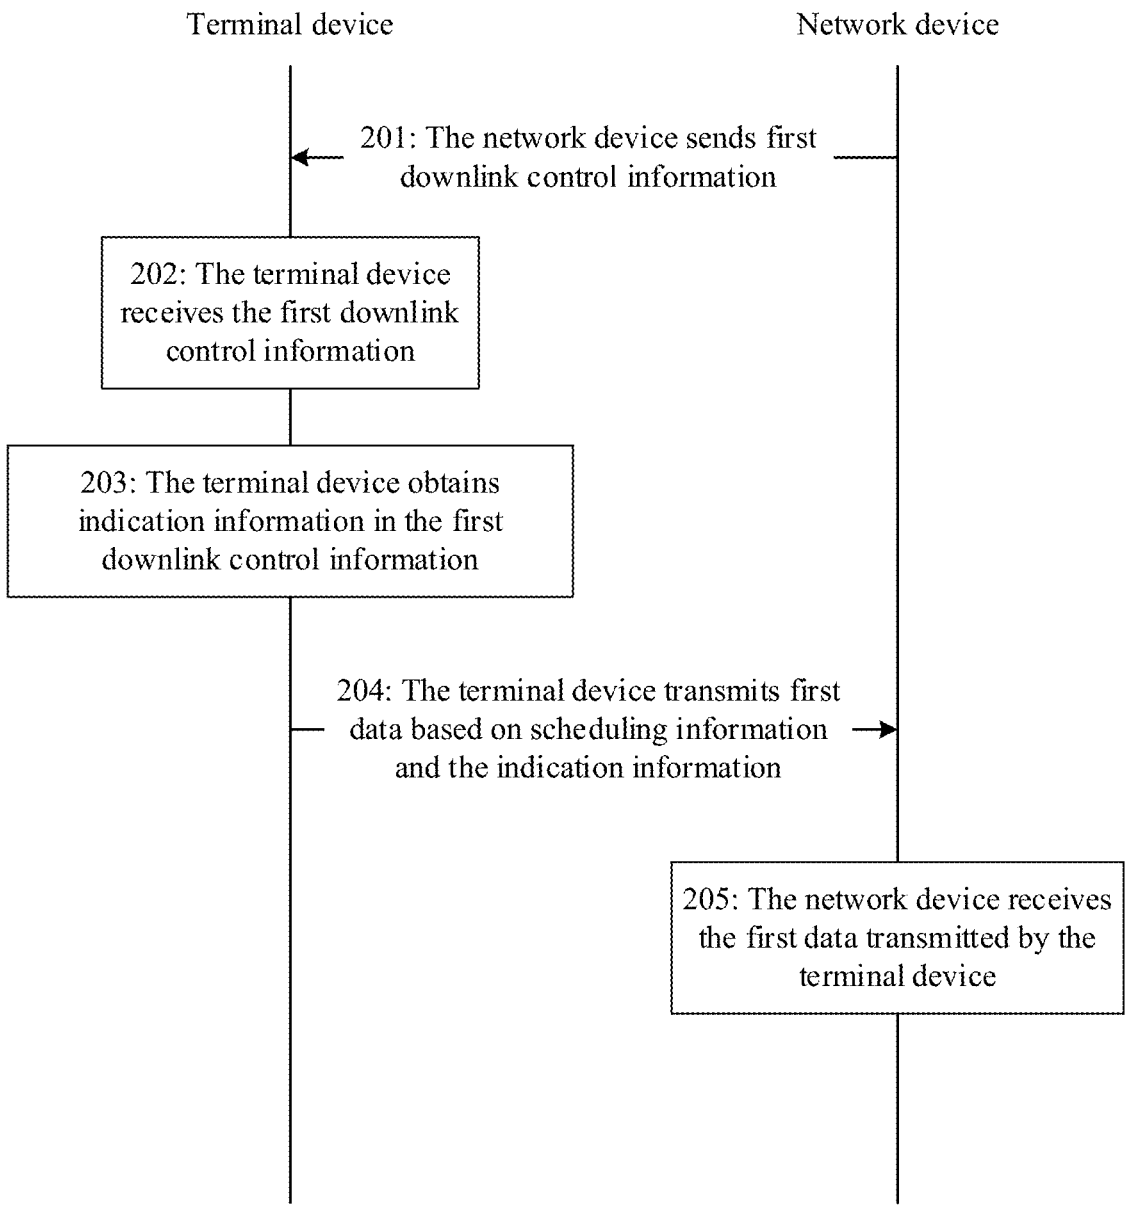 Terminal device
Network device
201: The network device sends first
downlink control information
202: The terminal device
receives the first downlink
control information
203: The terminal device obtains
indication information in the first
downlink control information
204: The terminal device transmits first
data based on scheduling information
and the indication information
205: The network device receives
the first data transmitted by the
terminal device